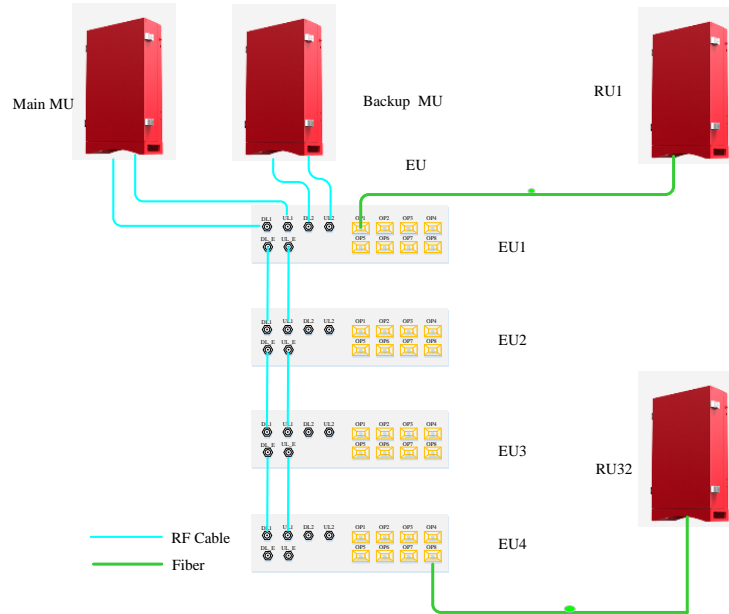 Main MU
Backup MU
RU1
EU
DL1 UL1 DL2 UL2 OP1 OP2 OP3 OP4
DL_E UL_E OP5 OP6 OP7 OP8
EU1
DL1 UL1 DL2 UL2 OP1 OP2 OP3 OP4
DL_E UL_E OP5 OP6 OP7 OP8
EU2
DL1 UL1 DL2 UL2 OP1 OP2 OP3 OP4
DL_E UL_E OP5 OP6 OP7 OP8
EU3
RU32
DL1 UL1 DL2 UL2 OP1 OP2 OP3 OP4
DL_E UL_E OP5 OP6 OP7 OP8
EU4
RF Cable
Fiber